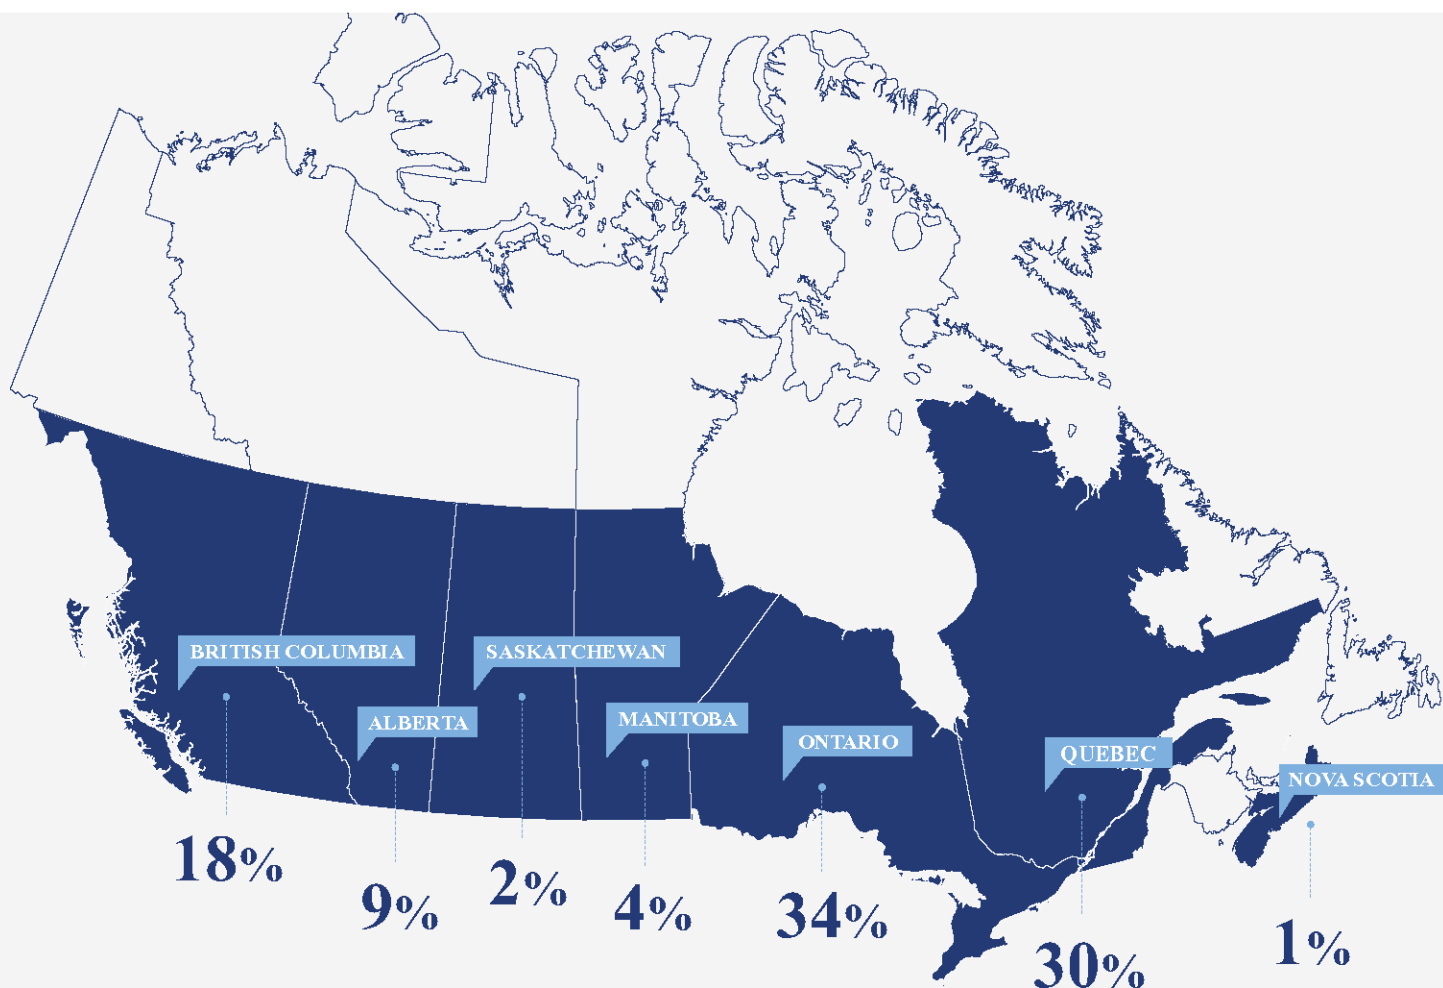 BRITISH COLUMBIA
18%
ALBERTA
9%
SASKATCHEWAN
2%
MANITOBA
4%
ONTARIO
34%
QUEBEC
30%
NOVA SCOTIA
1%